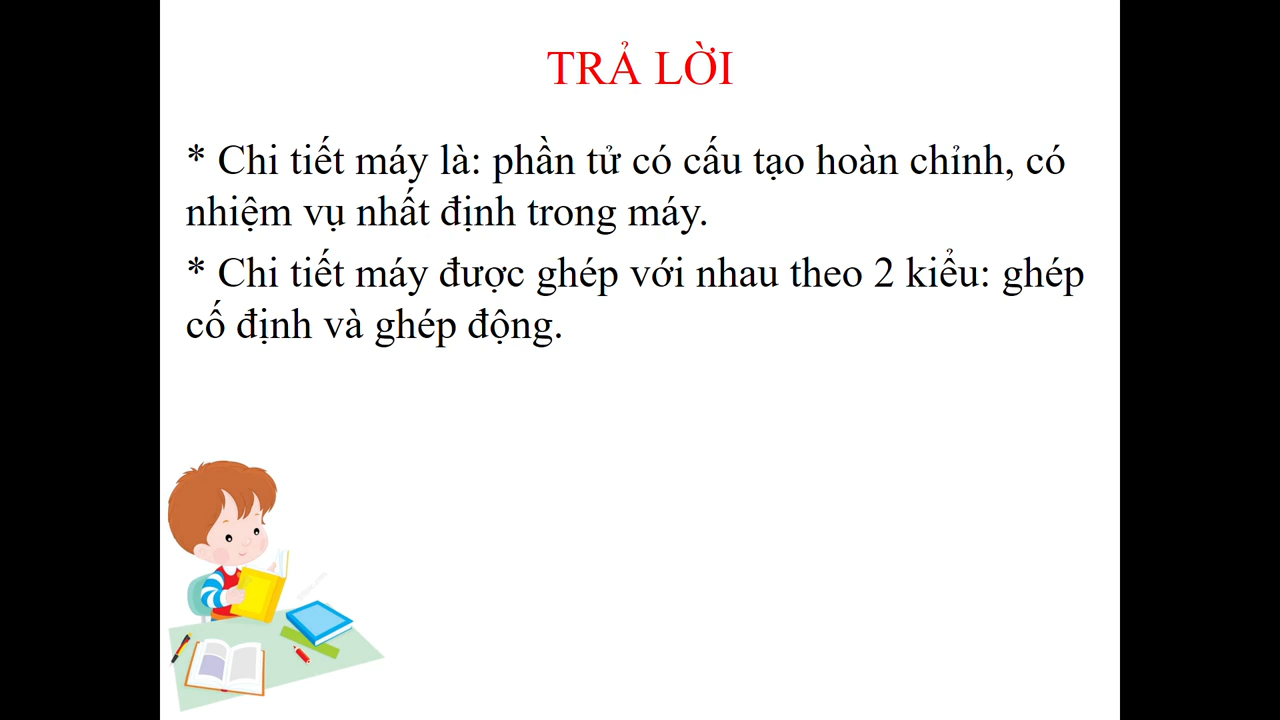 TRẢ LỜI
* Chi tiết máy là: phần tử có cấu tạo hoàn chỉnh, có
nhiệm vụ nhất định trong máy.
* Chi tiết máy được ghép với nhau theo 2 kiểu: ghép
cố định và ghép động.